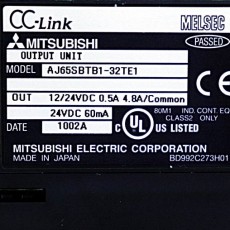 CC-Link MELSEC
MITSUBISHI PASSED
OUTPUT UNIT
MODEL AJ65SBTB1-32TE1
OUT 12/24VDC 0.5A 4.8A/Common
24VDC 60mA 80M1 IND. CONT. EQ
CLASS2 ONLY
DATE 1002A C UL US LISTED
MITSUBISHI ELECTRIC CORPORATION
MADE IN JAPAN BD992C273H01